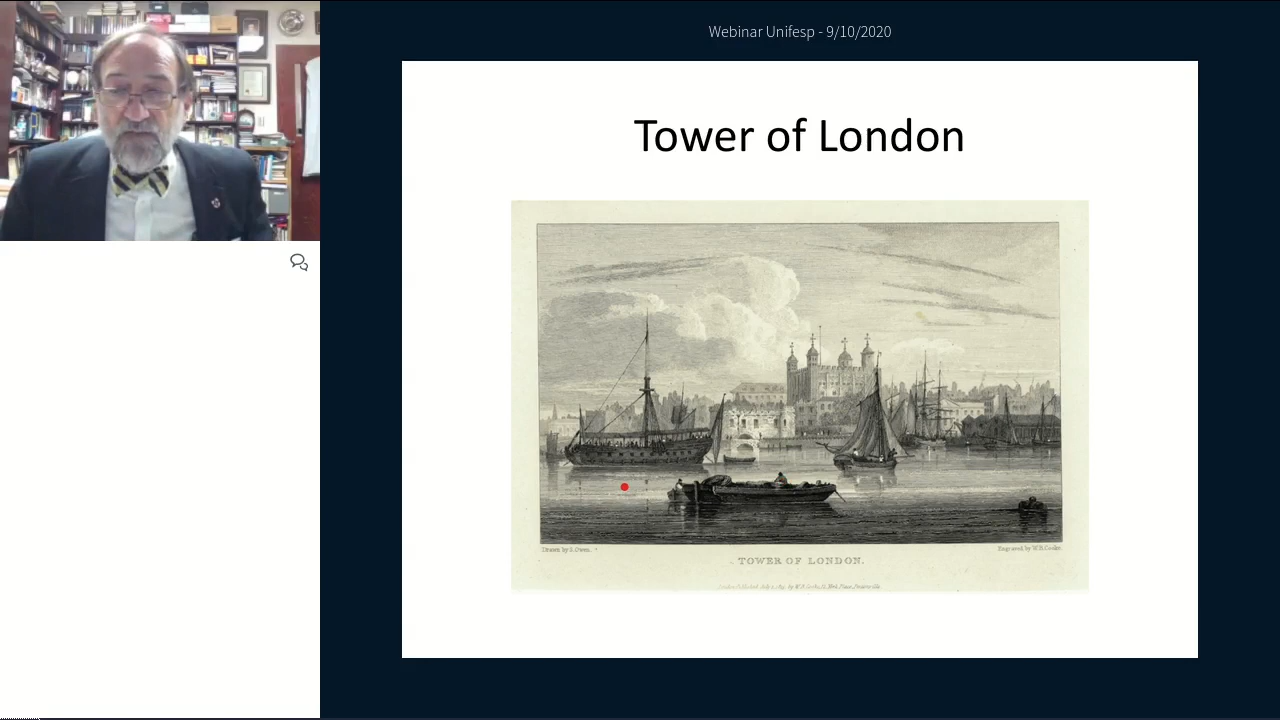 Webinar Unifesp - 9/10/2020
Tower of London
Drawn by S. Owen.
Engraved by W.B. Cooke.
TOWER OF LONDON.